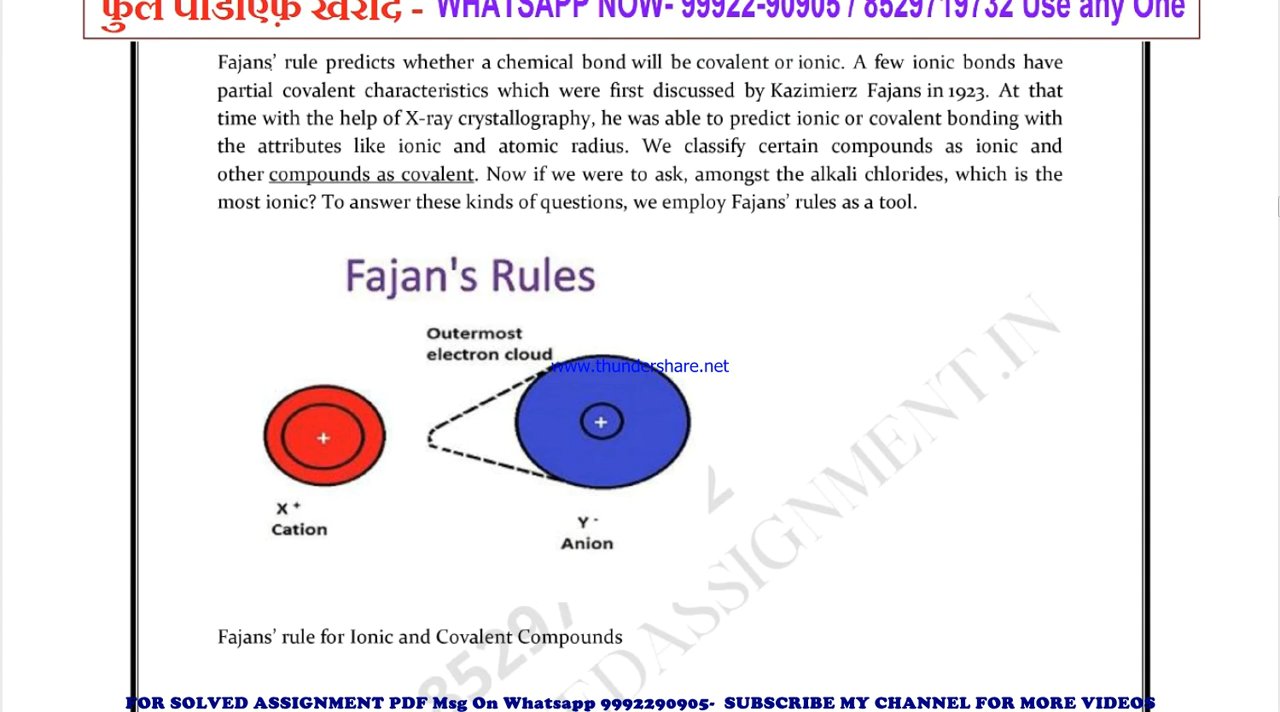 फुल पीडीएफ़ खरीदे - WHATSAPP NOW- 99922-90905 / 8529719732 Use any One
Fajans’ rule predicts whether a chemical bond will be covalent or ionic. A few ionic bonds have
partial covalent characteristics which were first discussed by Kazimierz Fajans in 1923. At that
time with the help of X-ray crystallography, he was able to predict ionic or covalent bonding with
the attributes like ionic and atomic radius. We classify certain compounds as ionic and
other compounds as covalent. Now if we were to ask, amongst the alkali chlorides, which is the
most ionic? To answer these kinds of questions, we employ Fajans’ rules as a tool.
Fajan's Rules
Outermost
electron cloud
www.thundershare.net
+
+
X +
Cation
Y -
Anion
Fajans’ rule for Ionic and Covalent Compounds
8529
EDASSIGNMENT.IN
FOR SOLVED ASSIGNMENT PDF Msg On Whatsapp 9992290905- SUBSCRIBE MY CHANNEL FOR MORE VIDEOS